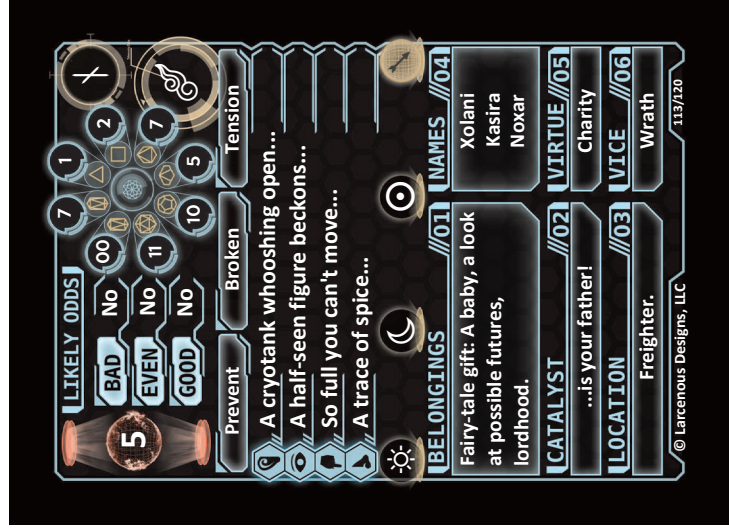 LIKELY ODDS
BAD No
EVEN No
GOOD No
5
7
1
2
7
5
10
11
00
Prevent
Broken
Tension
A cryotank whooshing open...
A half-seen figure beckons...
So full you can't move...
A trace of spice...
BELONGINGS //01
Fairy-tale gift: A baby, a look
at possible futures,
lordhood.
NAMES //04
Xolani
Kasira
Noxar
CATALYST //02
...is your father!
VIRTUE //05
Charity
LOCATION //03
Freighter.
VICE //06
Wrath
© Larcenous Designs, LLC
113/120